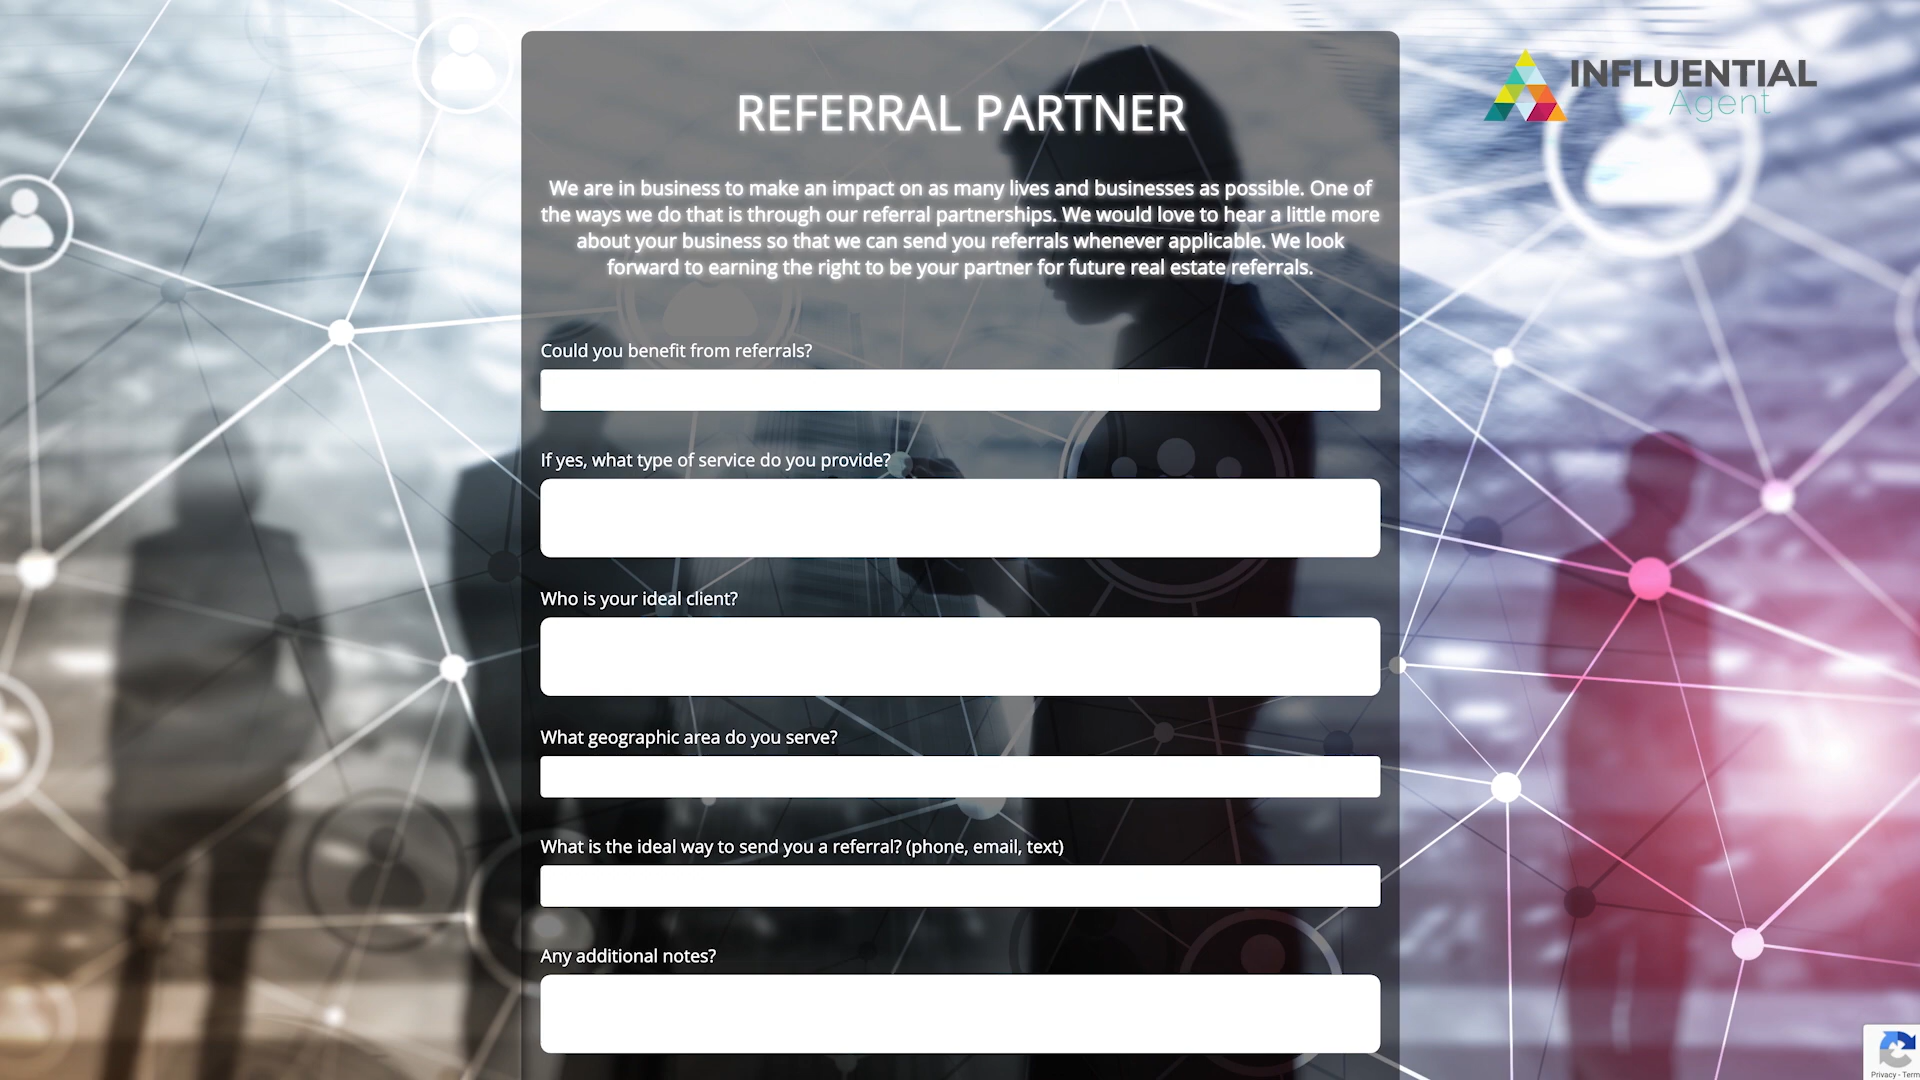 INFLUENTIAL
Agent
REFERRAL PARTNER
We are in business to make an impact on as many lives and businesses as possible. One of
the ways we do that is through our referral partnerships. We would love to hear a little more
about your business so that we can send you referrals whenever applicable. We look
forward to earning the right to be your partner for future real estate referrals.
Could you benefit from referrals?
If yes, what type of service do you provide?
Who is your ideal client?
What geographic area do you serve?
What is the ideal way to send you a referral? (phone, email, text)
Any additional notes?
Privacy - Term